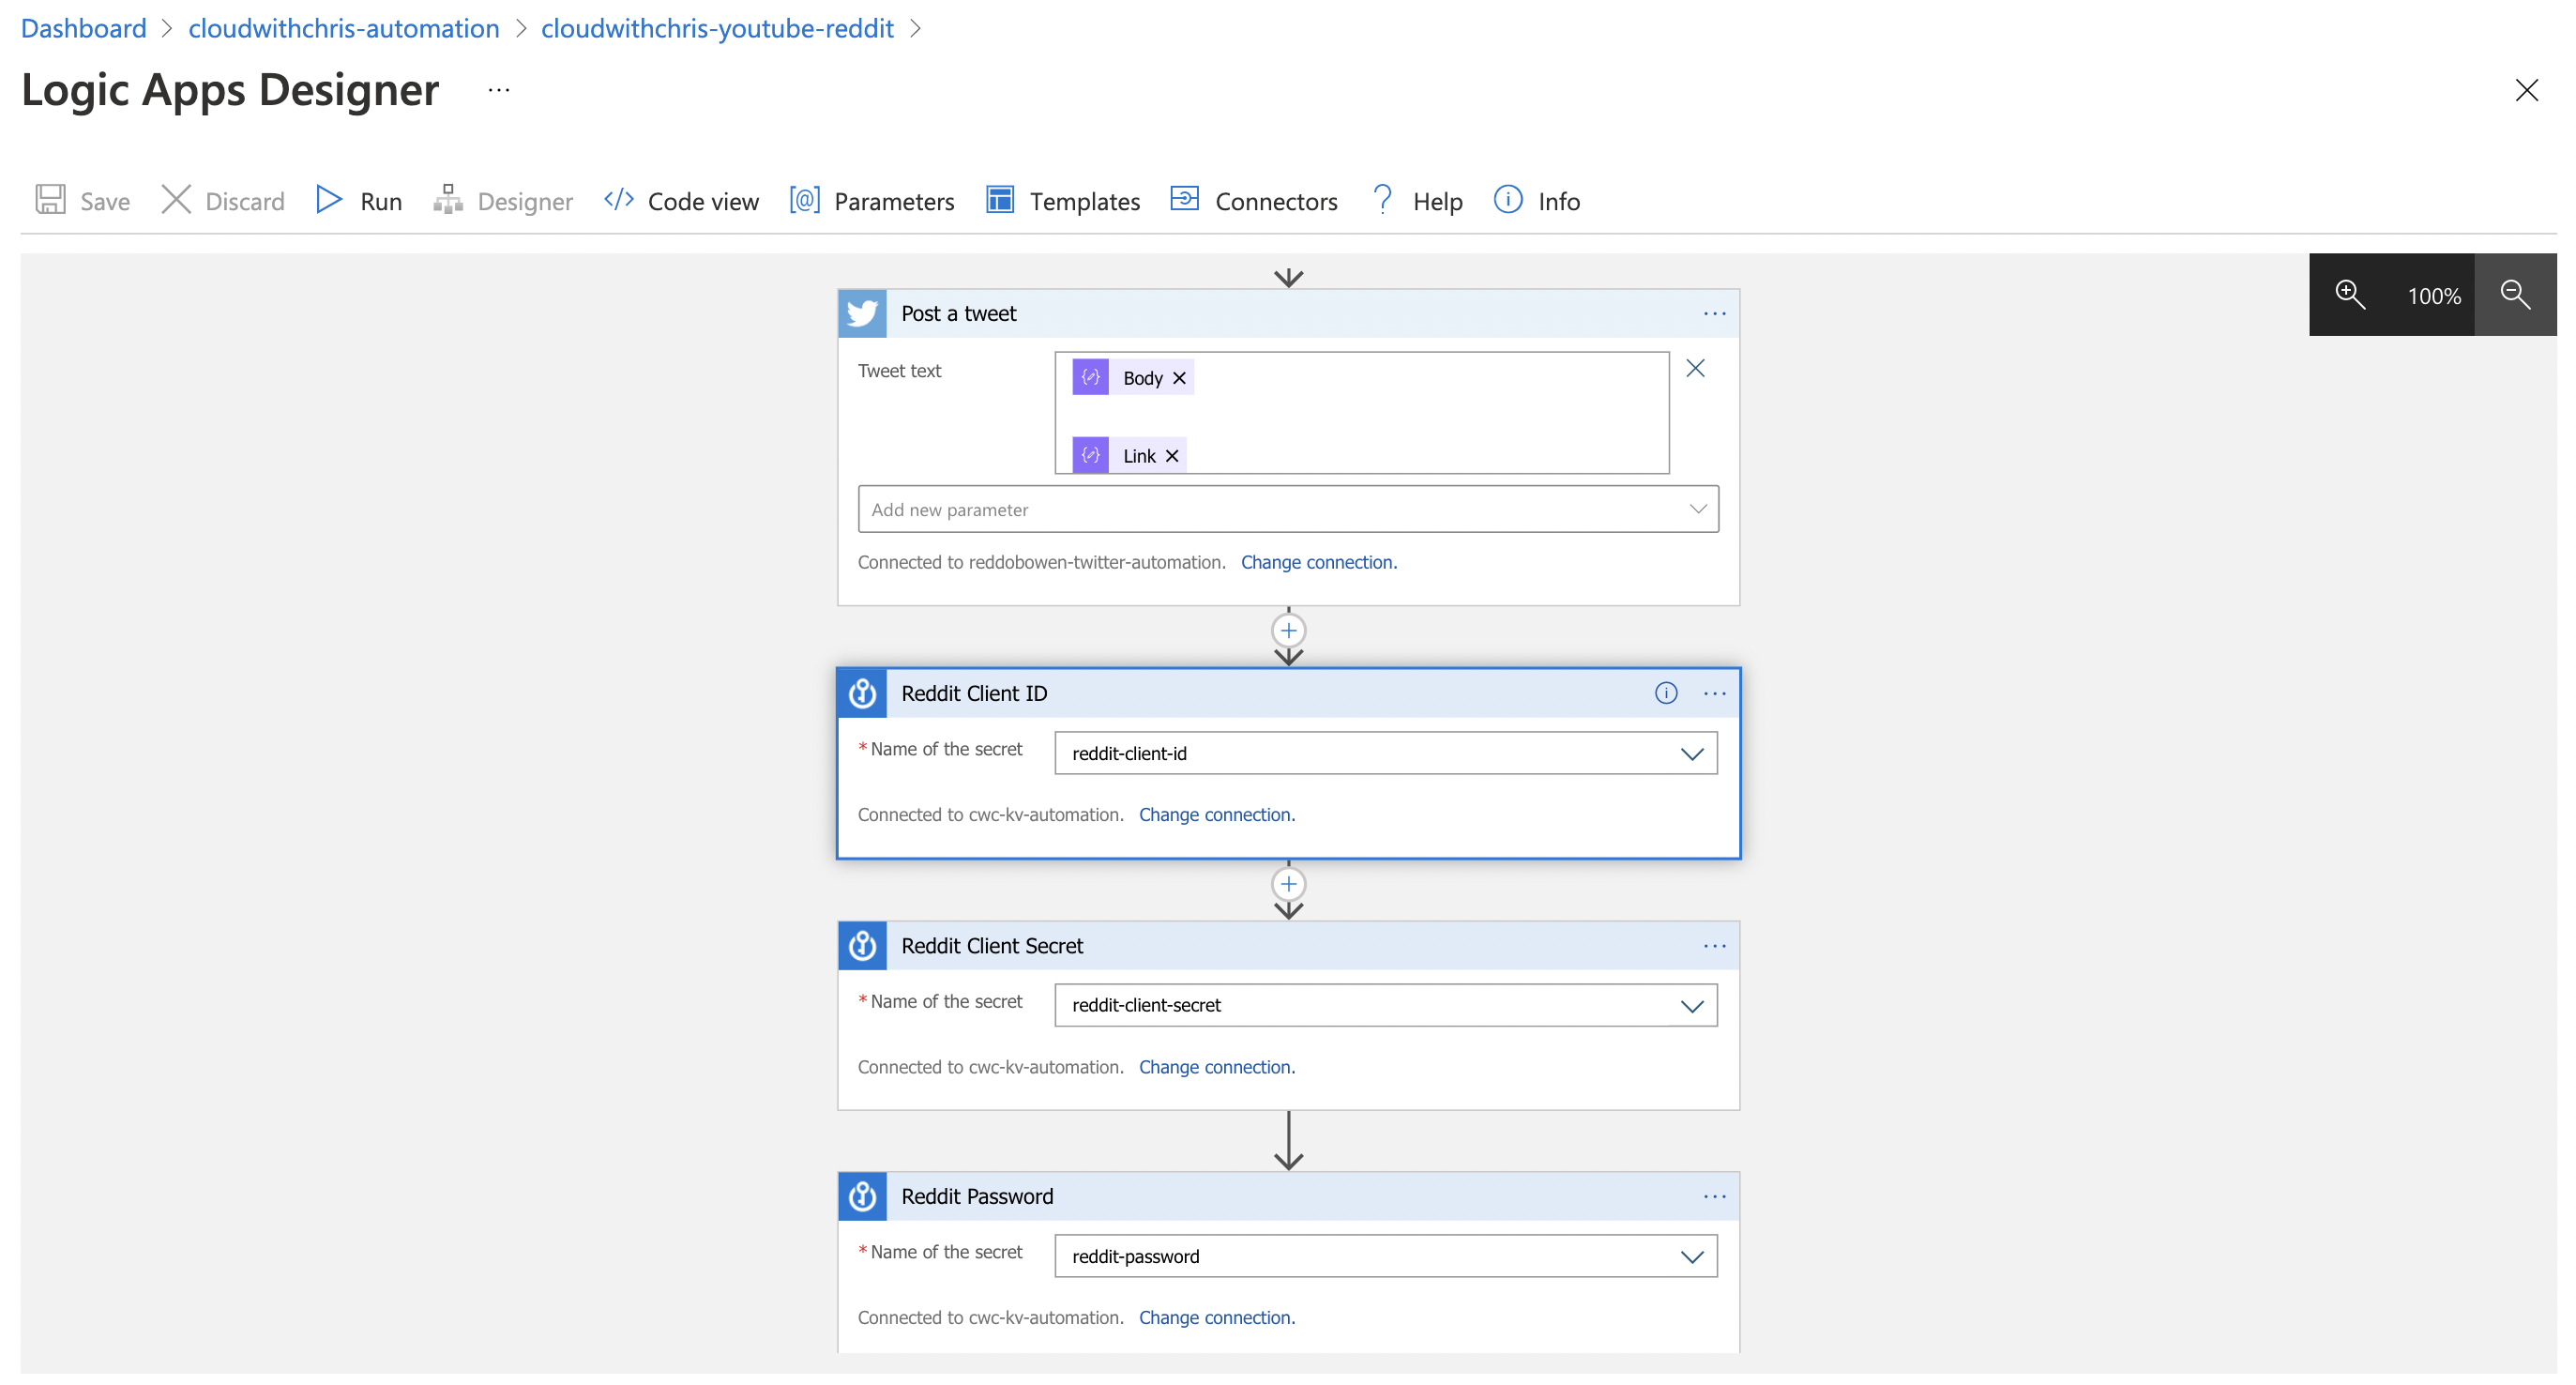 Dashboard > cloudwithchris-automation > cloudwithchris-youtube-reddit >
Logic Apps Designer ...
Save Discard Run Designer </> Code view [@] Parameters Templates Connectors ? Help Info
100%
Post a tweet ...
Tweet text
Body ×
Link ×
Add new parameter
Connected to reddobowen-twitter-automation. Change connection.
Reddit Client ID ...
* Name of the secret reddit-client-id
Connected to cwc-kv-automation. Change connection.
Reddit Client Secret ...
* Name of the secret reddit-client-secret
Connected to cwc-kv-automation. Change connection.
Reddit Password ...
* Name of the secret reddit-password
Connected to cwc-kv-automation. Change connection.